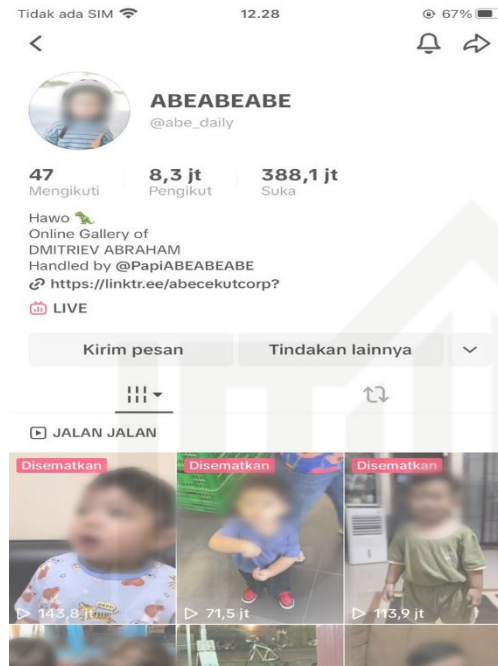 Tidak ada SIM 12.28 67%
ABEABEABE
@abe_daily
47 8,3 jt 388,1 jt
Mengikuti Pengikut Suka
Hawo
Online Gallery of
DMITRIEV ABRAHAM
Handled by @PapiABEABEABE
https://linktr.ee/abecekutcorp?
LIVE
Kirim pesan Tindakan lainnya
JALAN JALAN
Disematkan Disematkan Disematkan
143,8 jt 71,5 jt 113,9 jt